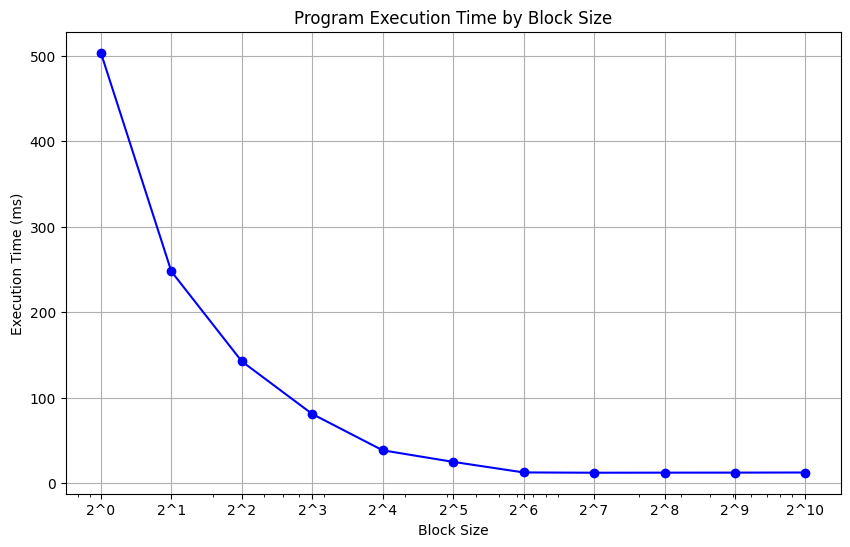 Program Execution Time by Block Size
500
400
300
200
100
0
Execution Time (ms)
2^0 2^1 2^2 2^3 2^4 2^5 2^6 2^7 2^8 2^9 2^10
Block Size